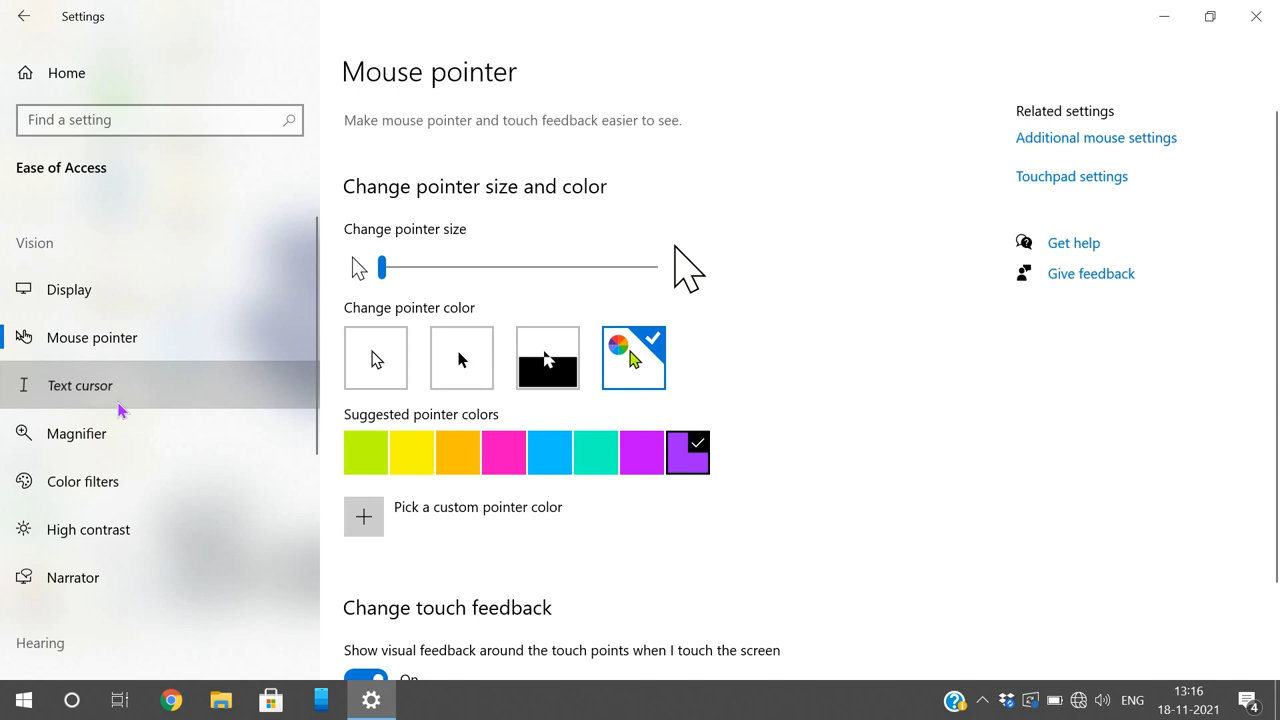 Settings
Home
Find a setting
Ease of Access
Vision
Display
Mouse pointer
Text cursor
Magnifier
Color filters
High contrast
Narrator
Hearing
Mouse pointer
Make mouse pointer and touch feedback easier to see.
Change pointer size and color
Change pointer size
Change pointer color
Suggested pointer colors
Pick a custom pointer color
Change touch feedback
Show visual feedback around the touch points when I touch the screen
On
Related settings
Additional mouse settings
Touchpad settings
Get help
Give feedback
ENG
13:16
18-11-2021
4